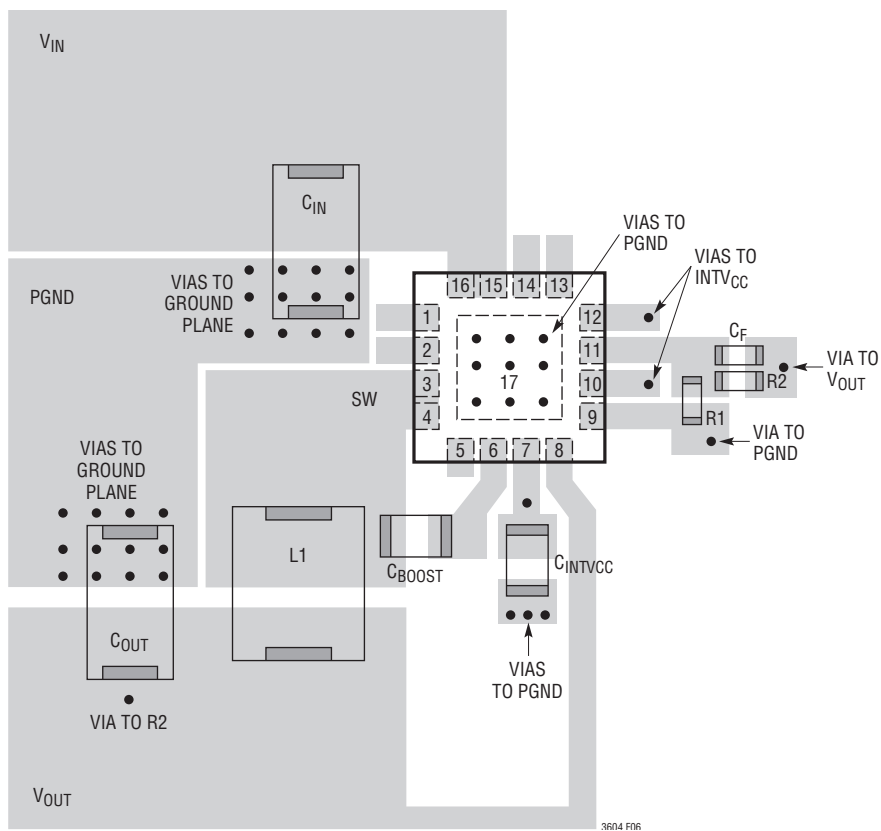 VIN
CIN
VIAS TO
PGND
VIAS TO
INTVCC
PGND
VIAS TO
GROUND
PLANE
16 15 14 13
1
2
3
4
12
11
10
9
17
5 6 7 8
SW
CF
R2
R1
VIA TO
VOUT
VIA TO
PGND
VIAS TO
GROUND
PLANE
L1
CBOOST
CINTVCC
COUT
VIAS
TO PGND
VIA TO R2
VOUT
3604 F06